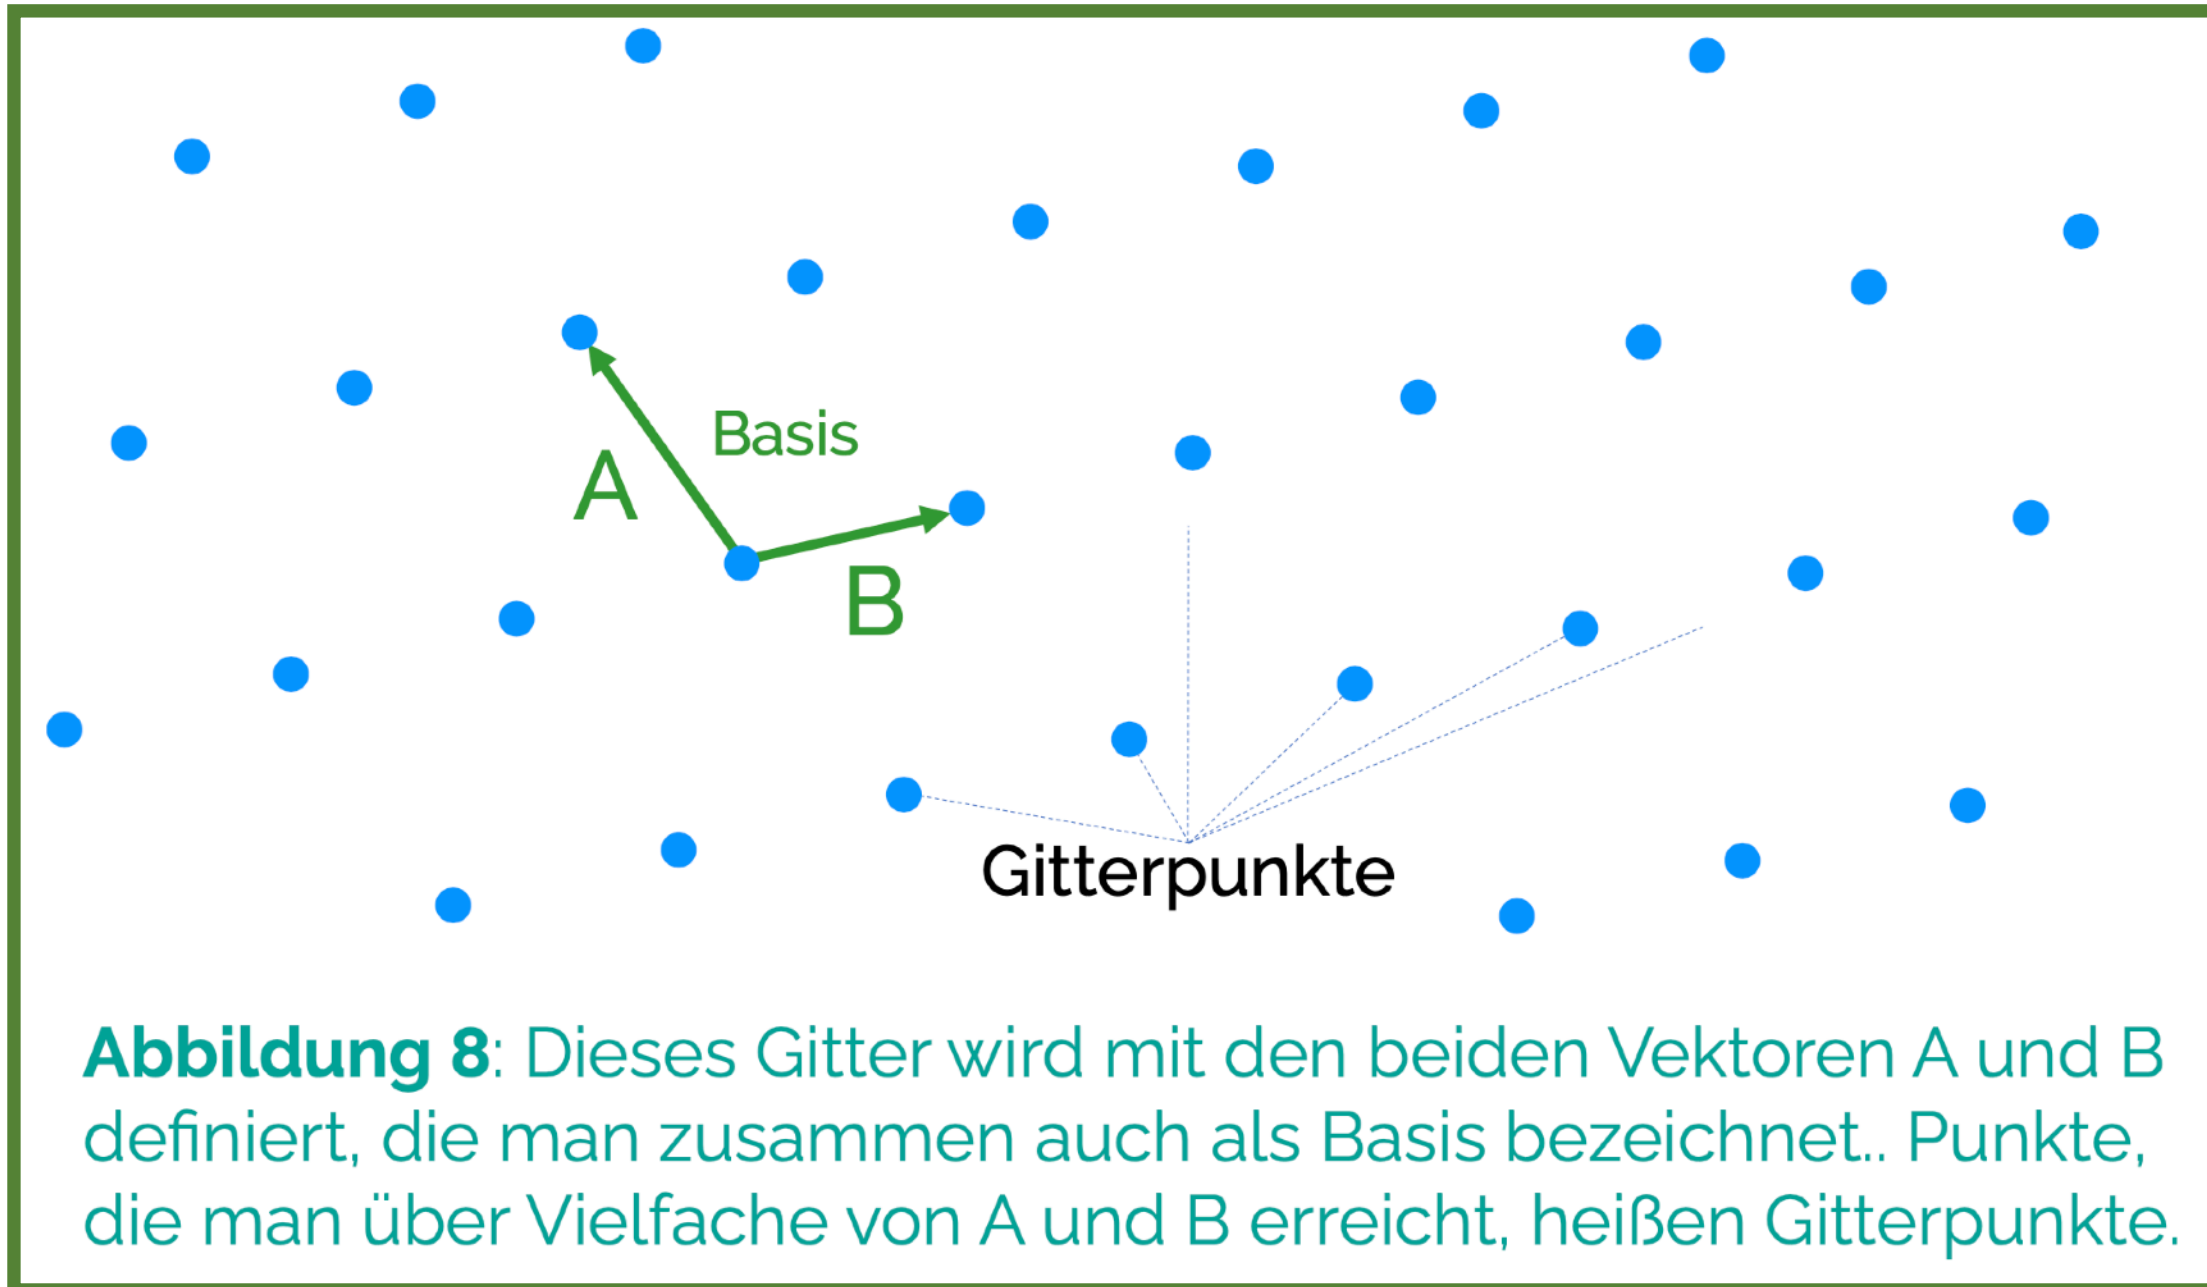 Basis
A
B
Gitterpunkte
Abbildung 8: Dieses Gitter wird mit den beiden Vektoren A und B
definiert, die man zusammen auch als Basis bezeichnet.. Punkte,
die man über Vielfache von A und B erreicht, heißen Gitterpunkte.